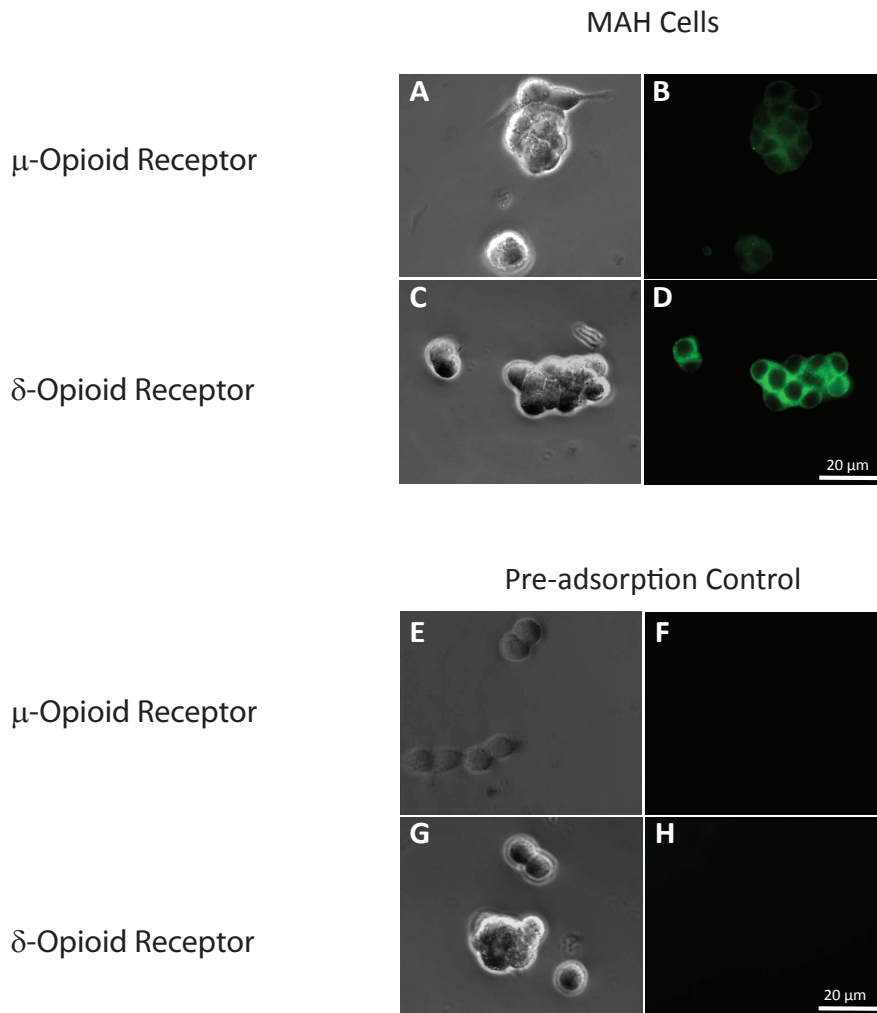 MAH Cells
A
B
μ-Opioid Receptor
C
D
δ-Opioid Receptor
20 μm
Pre-adsorption Control
E
F
μ-Opioid Receptor
G
H
δ-Opioid Receptor
20 μm